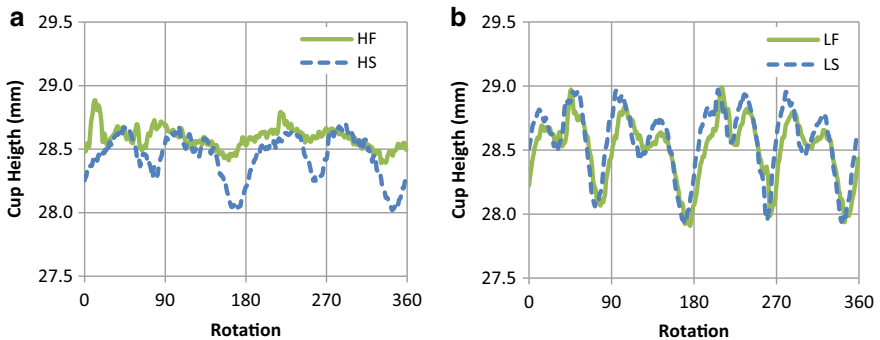 a
29.5
29.0
28.5
28.0
27.5
Cup Heigth (mm)
HF
HS
0 90 180 270 360
Rotation
b
29.5
29.0
28.5
28.0
27.5
Cup Heigth (mm)
LF
LS
0 90 180 270 360
Rotation